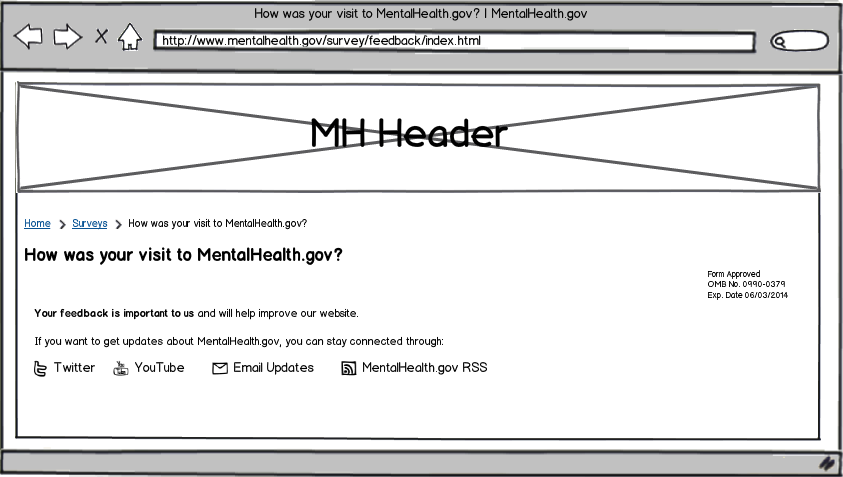 How was your visit to MentalHealth.gov? | MentalHealth.gov
http://www.mentalhealth.gov/survey/feedback/index.html
MH Header
Home > Surveys > How was your visit to MentalHealth.gov?
How was your visit to MentalHealth.gov?
Form Approved
OMB No. 0990-0379
Exp. Date 06/03/2014
Your feedback is important to us and will help improve our website.
If you want to get updates about MentalHealth.gov, you can stay connected through:
Twitter YouTube Email Updates MentalHealth.gov RSS